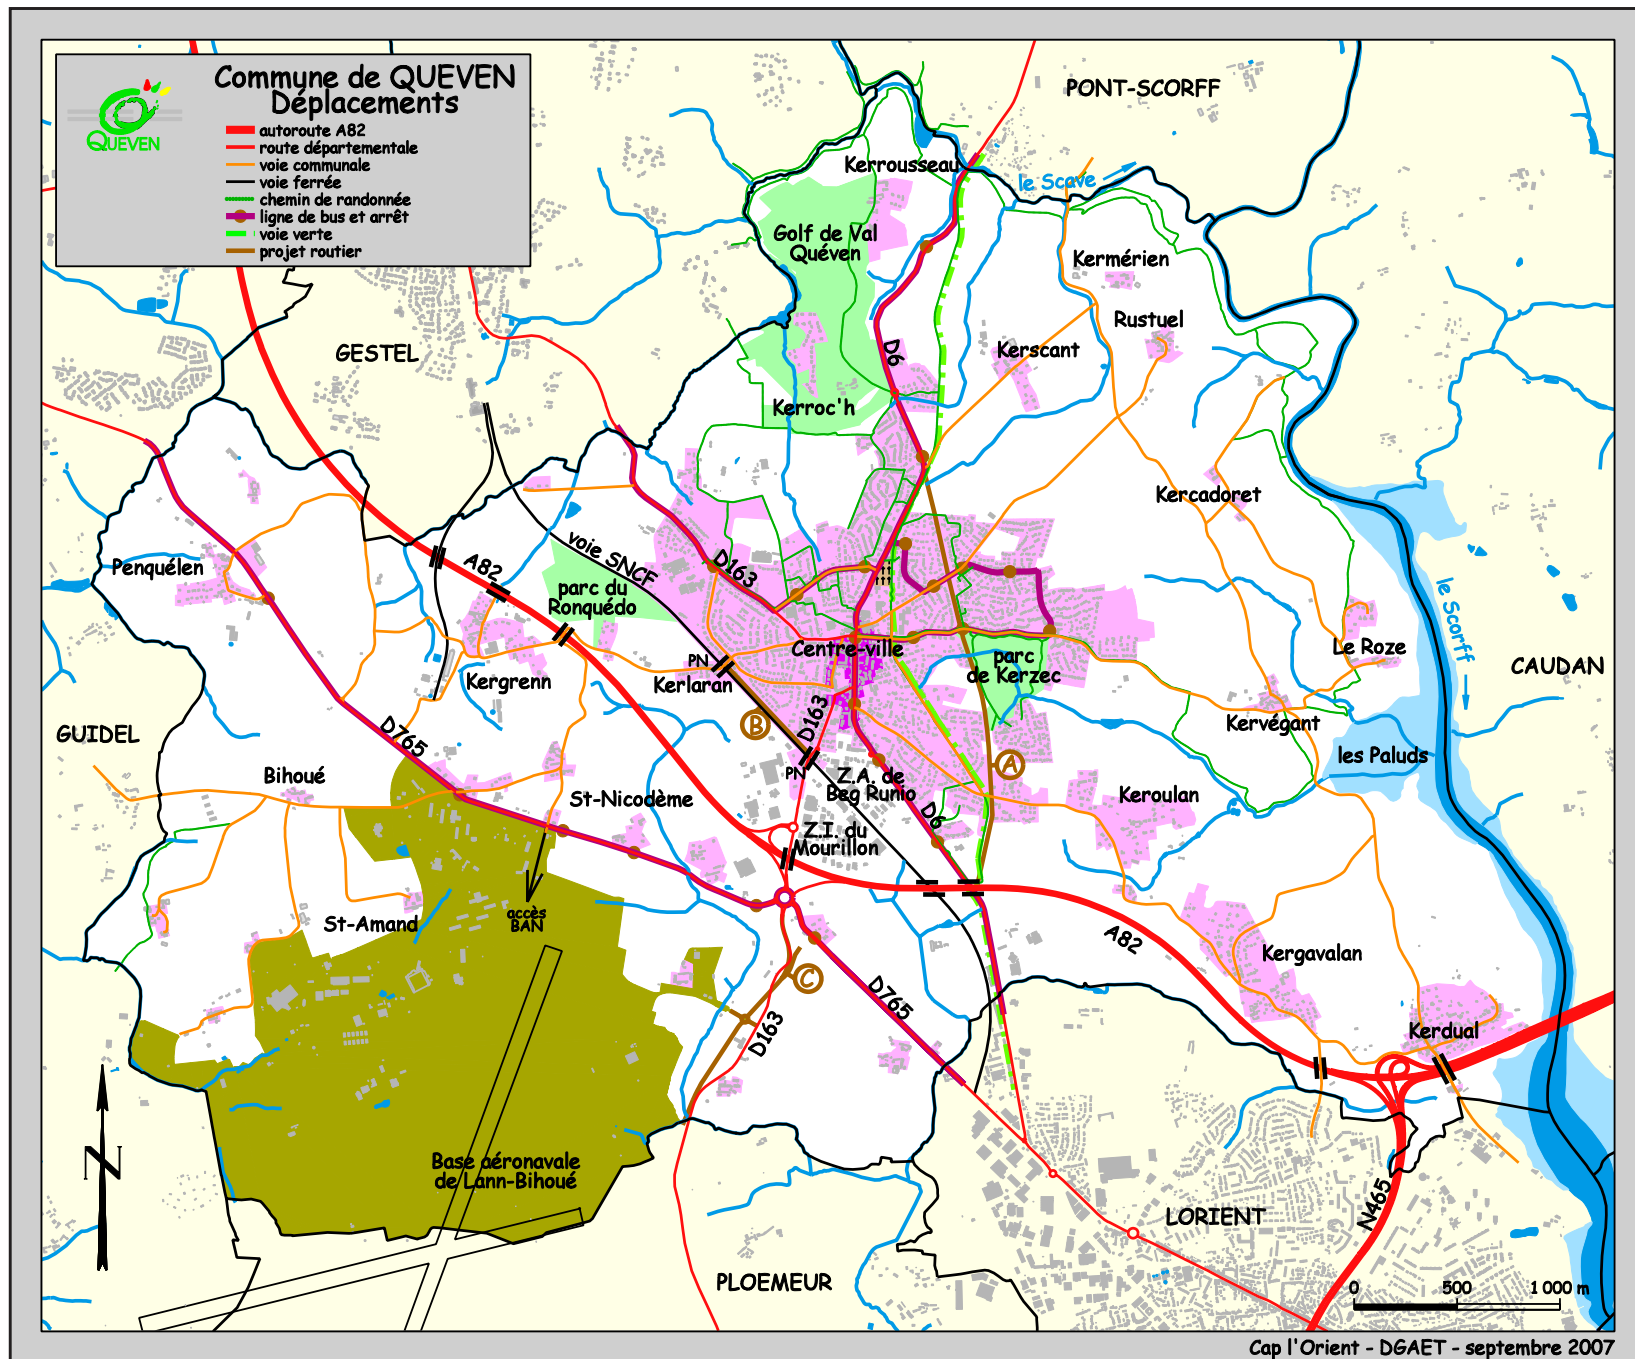 Commune de QUEVEN
Déplacements
QUEVEN
autoroute A82
route départementale
voie communale
voie ferrée
chemin de randonnée
ligne de bus et arrêt
voie verte
projet routier
PONT-SCORFF
Kerrousseau
le Scave
Golf de Val
Quéven
Kermérien
Rustuel
GESTEL
D6
Kerscant
Kerroc'h
Kercadoret
voie SNCF
Penquélen
A82
D163
parc du
Ronquédo
le Scorff
Centre-ville
Le Roze
PN
parc
de Kerzec
CAUDAN
Kergrenn
Kerlaran
GUIDEL
D765
B
D163
Kervégant
les Paluds
Bihoué
PN
Z.A. de
Beg Runio
A
Keroulan
St-Nicodème
D6
Z.I. du
Mourillon
accès
BAN
St-Amand
A82
Kergavalan
C
D765
D163
Kerdual
N
Base aéronavale
de Lann-Bihoué
N465
LORIENT
PLOEMEUR
0 500 1 000 m
Cap l'Orient - DGAET - septembre 2007